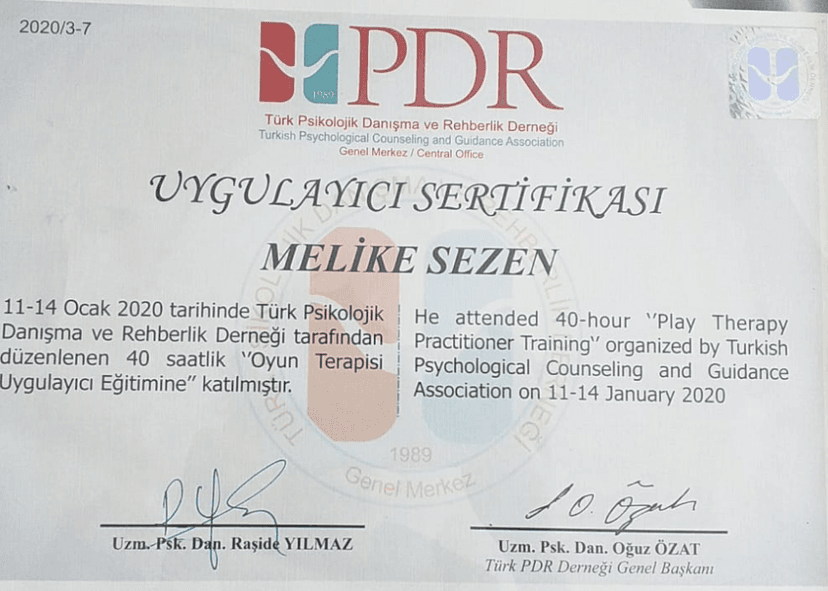 2020/3-7
1989
PDR
Türk Psikolojik Danışma ve Rehberlik Derneği
Turkish Psychological Counseling and Guidance Association
Genel Merkez / Central Office
UYGULAYICI SERTİFİKASI
MELİKE SEZEN
11-14 Ocak 2020 tarihinde Türk Psikolojik
Danışma ve Rehberlik Derneği tarafından
düzenlenen 40 saatlik ‘‘Oyun Terapisi
Uygulayıcı Eğitimine” katılmıştır.
He attended 40-hour ‘‘Play Therapy
Practitioner Training‘‘ organized by Turkish
Psychological Counseling and Guidance
Association on 11-14 January 2020
1989
Genel Merkez
Uzm. Psk. Dan. Raşide YILMAZ
Ö. Özat
Uzm. Psk. Dan. Oğuz ÖZAT
Türk PDR Derneği Genel Başkanı